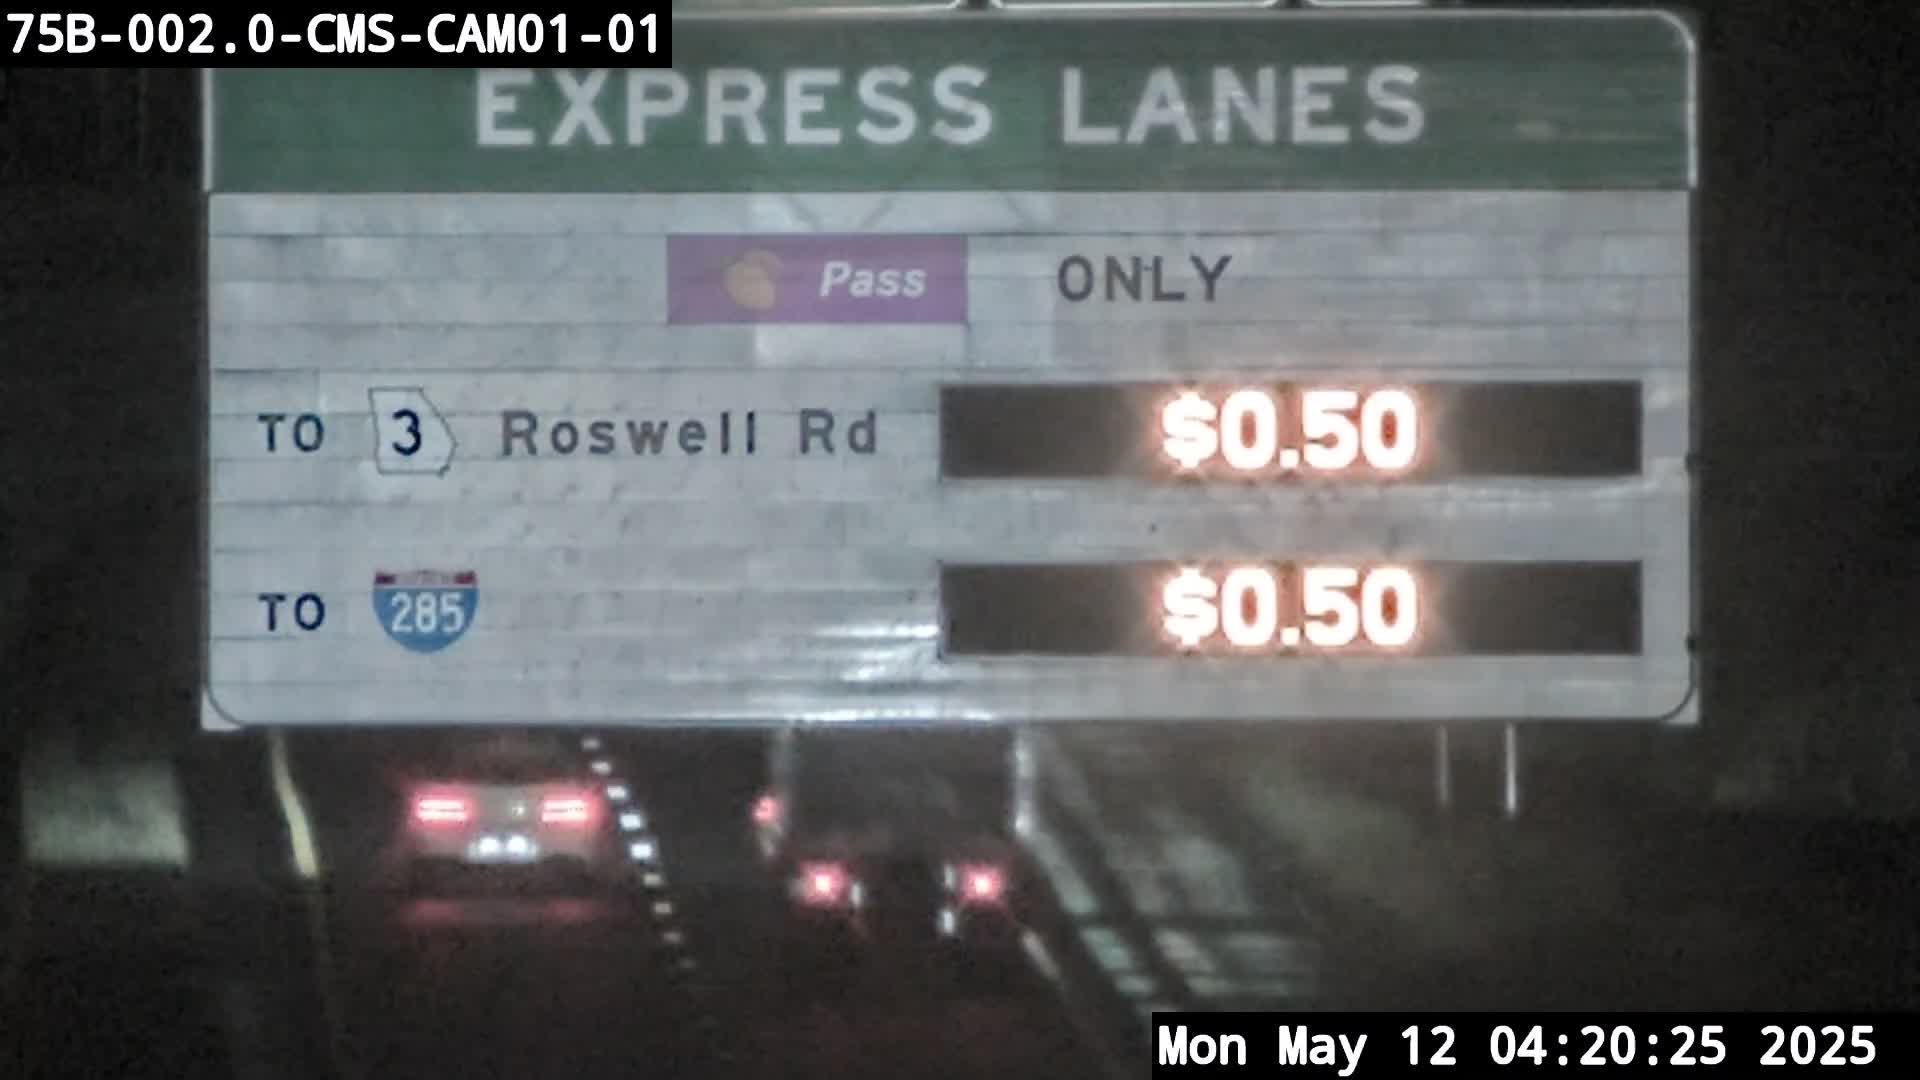 75B-002.0-CMS-CAM01-01
EXPRESS LANES
Pass ONLY
TO 3 Roswell Rd $0.50
TO 285 $0.50
Mon May 12 04:20:25 2025